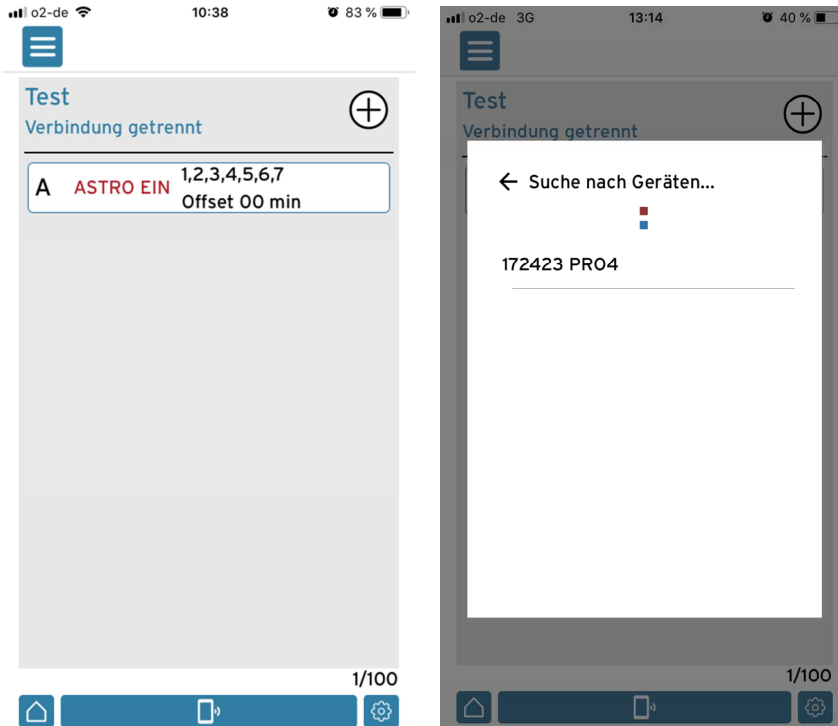 o2-de 10:38 83 %
Test
Verbindung getrennt
A ASTRO EIN 1,2,3,4,5,6,7
Offset 00 min
1/100
o2-de 3G 13:14 40 %
Test
Verbindung getrennt
← Suche nach Geräten...
172423 PRO4
1/100